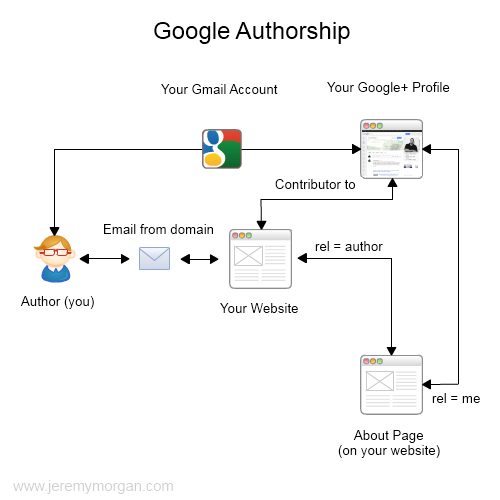 Google Authorship
Your Gmail Account
Your Google+ Profile
Contributor to
Email from domain
rel = author
Author (you)
Your Website
rel = me
About Page
(on your website)
www.jeremymorgan.com